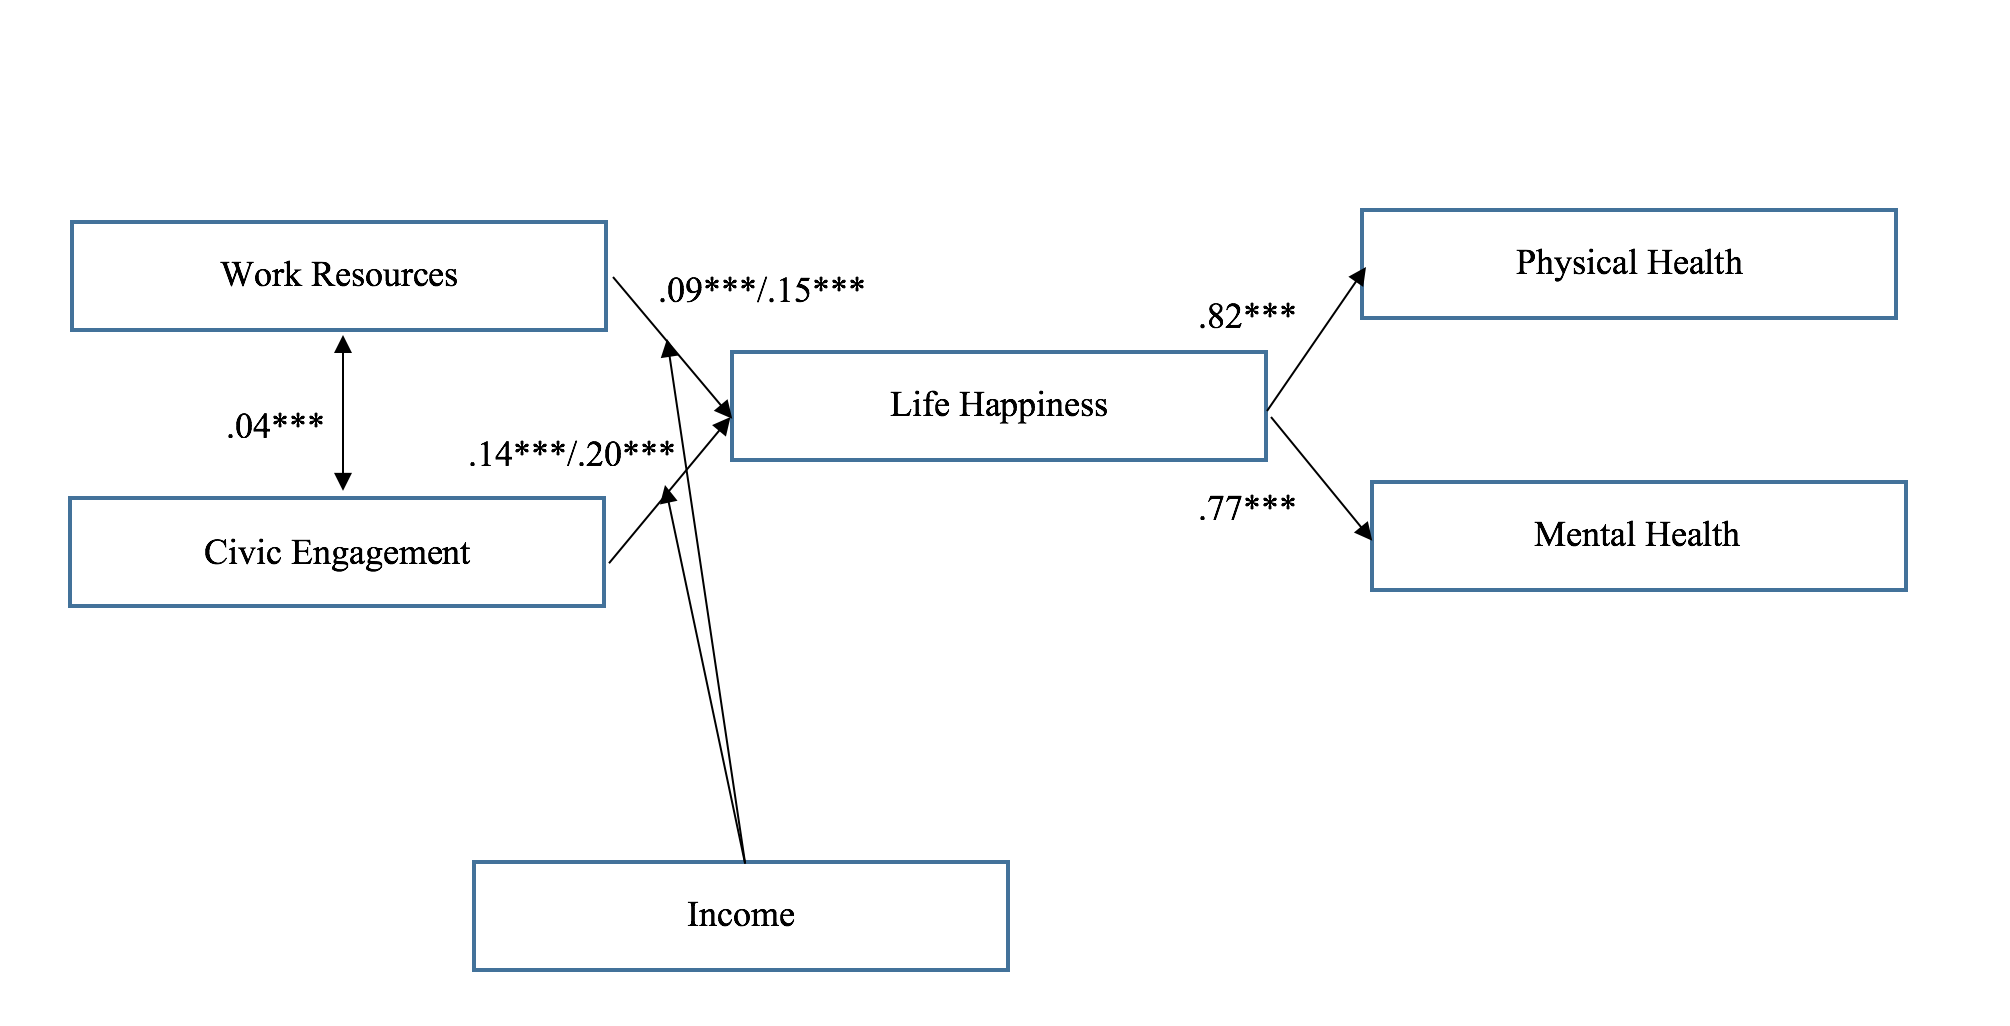 Work Resources
.09***/.15***
Physical Health
.82***
Life Happiness
.04***
.14***/.20***
Civic Engagement
.77***
Mental Health
Income